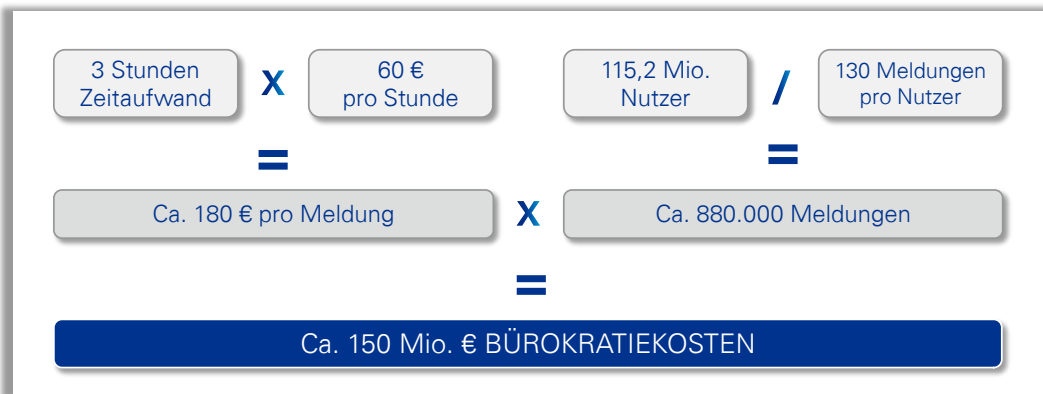 3 Stunden
Zeitaufwand
X
60 €
pro Stunde
115,2 Mio.
Nutzer
/
130 Meldungen
pro Nutzer
=
=
Ca. 180 € pro Meldung
X
Ca. 880.000 Meldungen
=
Ca. 150 Mio. € BÜROKRATIEKOSTEN